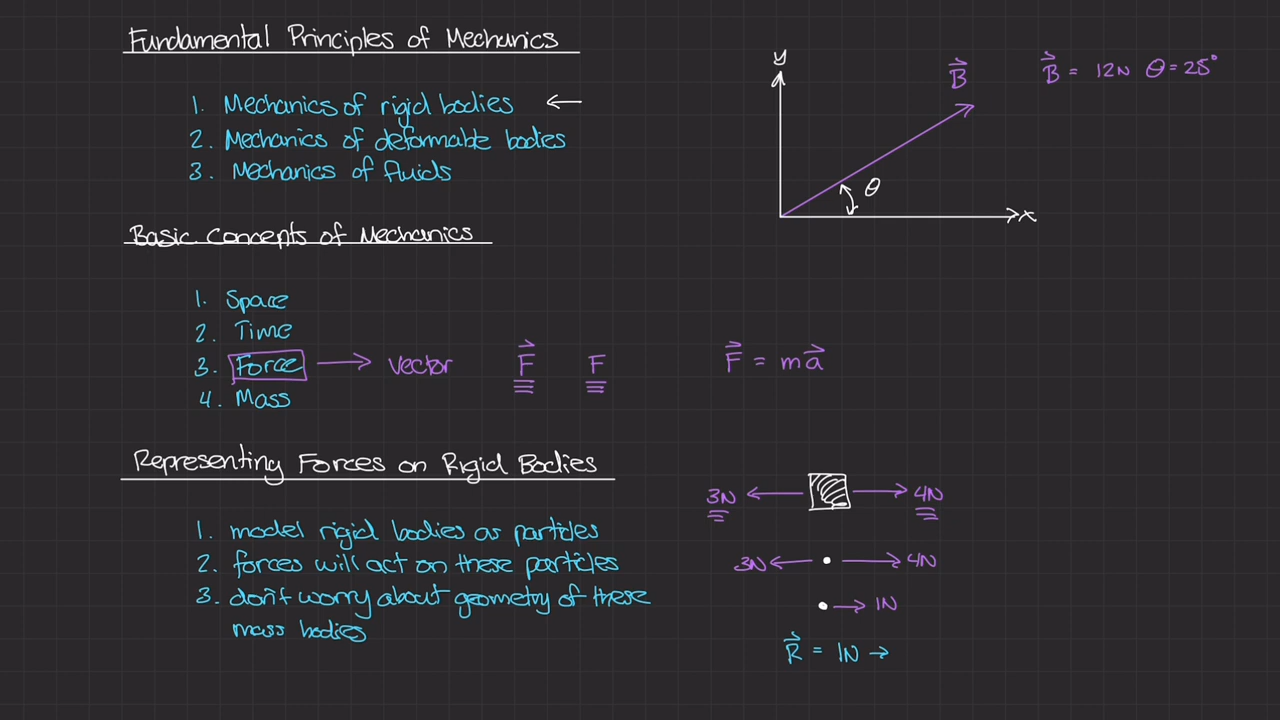 Fundamental Principles of Mechanics
1. Mechanics of rigid bodies ←
2. Mechanics of deformable bodies
3. Mechanics of fluids
y
B⃗
B⃗ = 12N θ = 25°
θ
x
Basic Concepts of Mechanics
1. Space
2. Time
3. Force → Vector F⃗ F
F⃗ = ma⃗
4. Mass
Representing Forces on Rigid Bodies
1. model rigid bodies as particles
2. forces will act on these particles
3. don't worry about geometry of these
mass bodies
3N ← → 4N
3N ← → 4N
→ 1N
R⃗ = 1N →